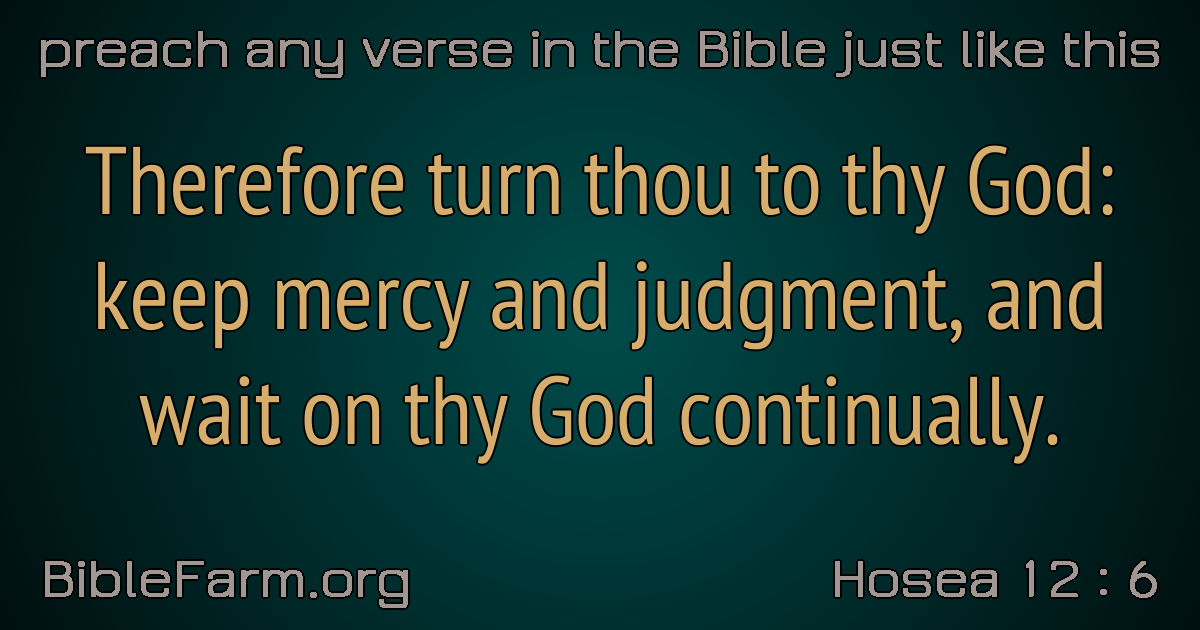 preach any verse in the Bible just like this
Therefore turn thou to thy God:
keep mercy and judgment, and
wait on thy God continually.
BibleFarm.org
Hosea 12 : 6